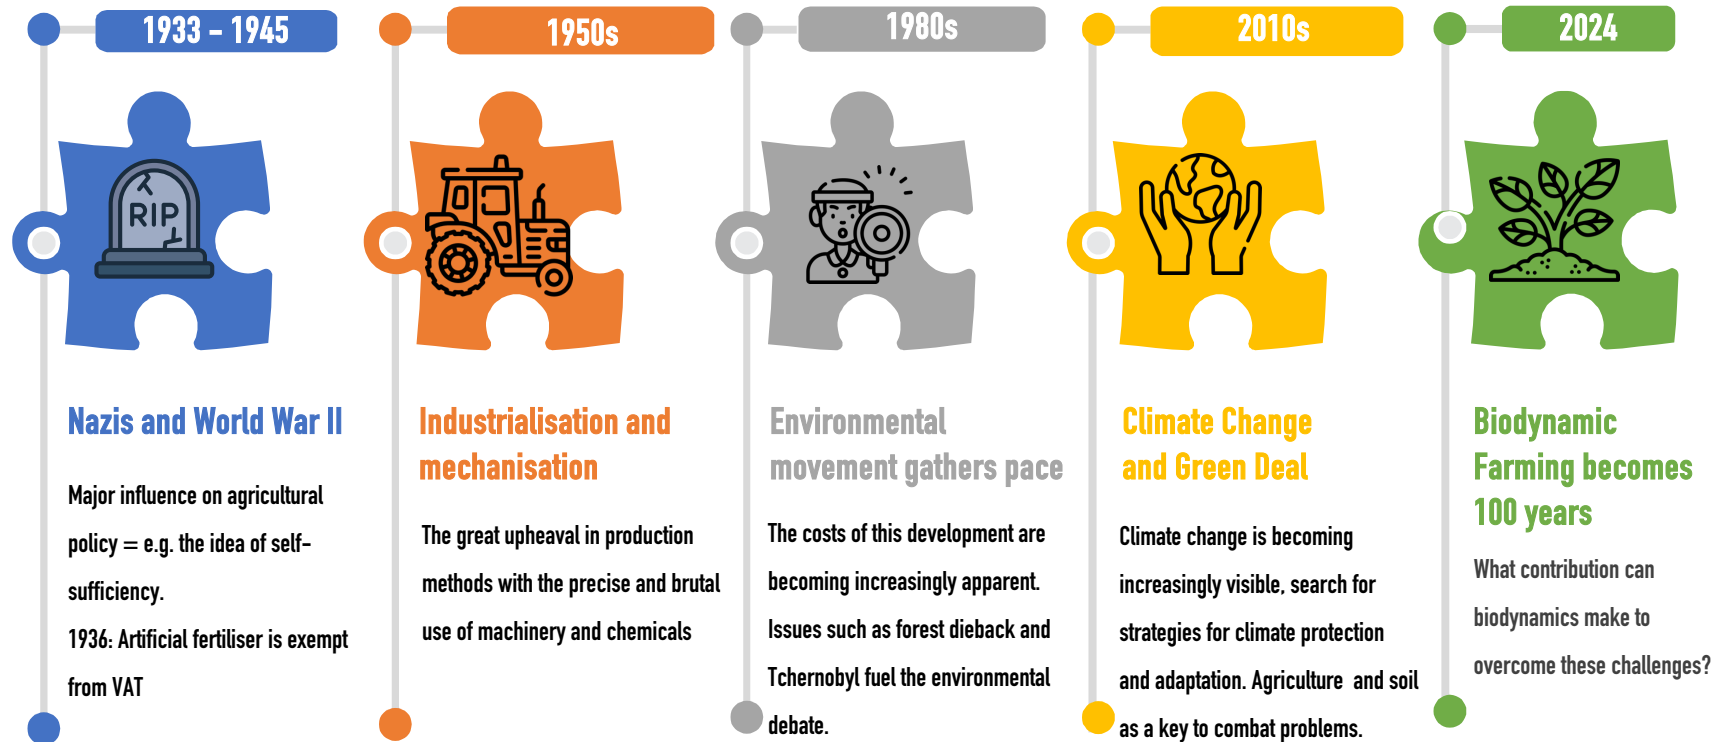 1933 – 1945
RIP
Nazis and World War II
Major influence on agricultural
policy = e.g. the idea of self-
sufficiency.
1936: Artificial fertiliser is exempt
from VAT
1950s
Industrialisation and
mechanisation
The great upheaval in production
methods with the precise and brutal
use of machinery and chemicals
1980s
Environmental
movement gathers pace
The costs of this development are
becoming increasingly apparent.
Issues such as forest dieback and
Tchernobyl fuel the environmental
debate.
2010s
Climate Change
and Green Deal
Climate change is becoming
increasingly visible, search for
strategies for climate protection
and adaptation. Agriculture and soil
as a key to combat problems.
2024
Biodynamic
Farming becomes
100 years
What contribution can
biodynamics make to
overcome these challenges?